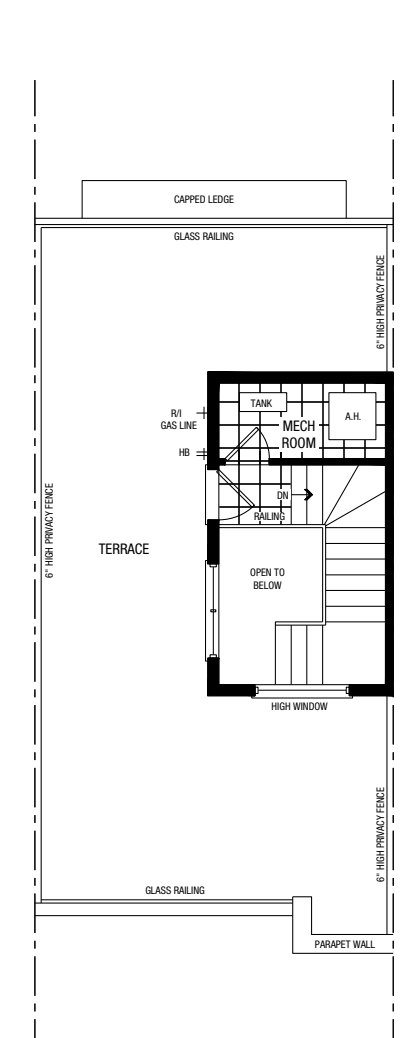 CAPPED LEDGE
GLASS RAILING
6" HIGH PRIVACY FENCE
TANK
A.H.
R/I
GAS LINE
MECH
ROOM
HB
DN
RAILING
6" HIGH PRIVACY FENCE
TERRACE
OPEN TO
BELOW
HIGH WINDOW
6" HIGH PRIVACY FENCE
GLASS RAILING
PARAPET WALL